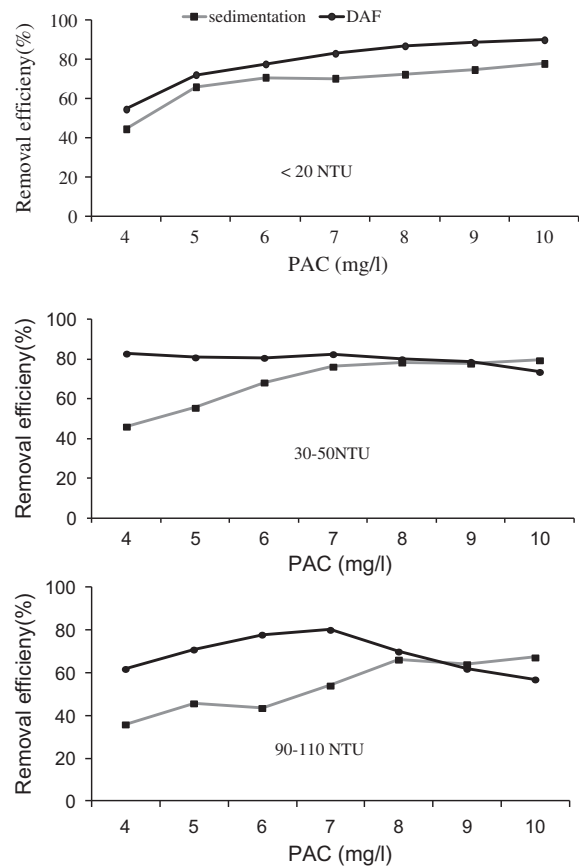 sedimentation DAF
Removal efficieny(%)
100
80
60
40
20
0
< 20 NTU
4 5 6 7 8 9 10
PAC (mg/l)
Removal efficieny(%)
100
80
60
40
20
0
30-50NTU
4 5 6 7 8 9 10
PAC (mg/l)
Removal efficieny(%)
100
80
60
40
20
0
90-110 NTU
4 5 6 7 8 9 10
PAC (mg/l)